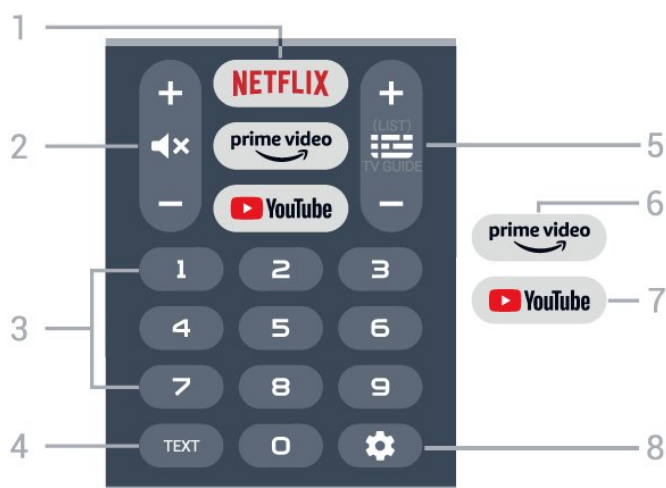 1
NETFLIX
+ +
2
prime video
(LIST)
TV GUIDE
5
- -
YouTube
6
prime video
1 2 3
YouTube
7
3
4 5 6
7 8 9
4
TEXT 0
8